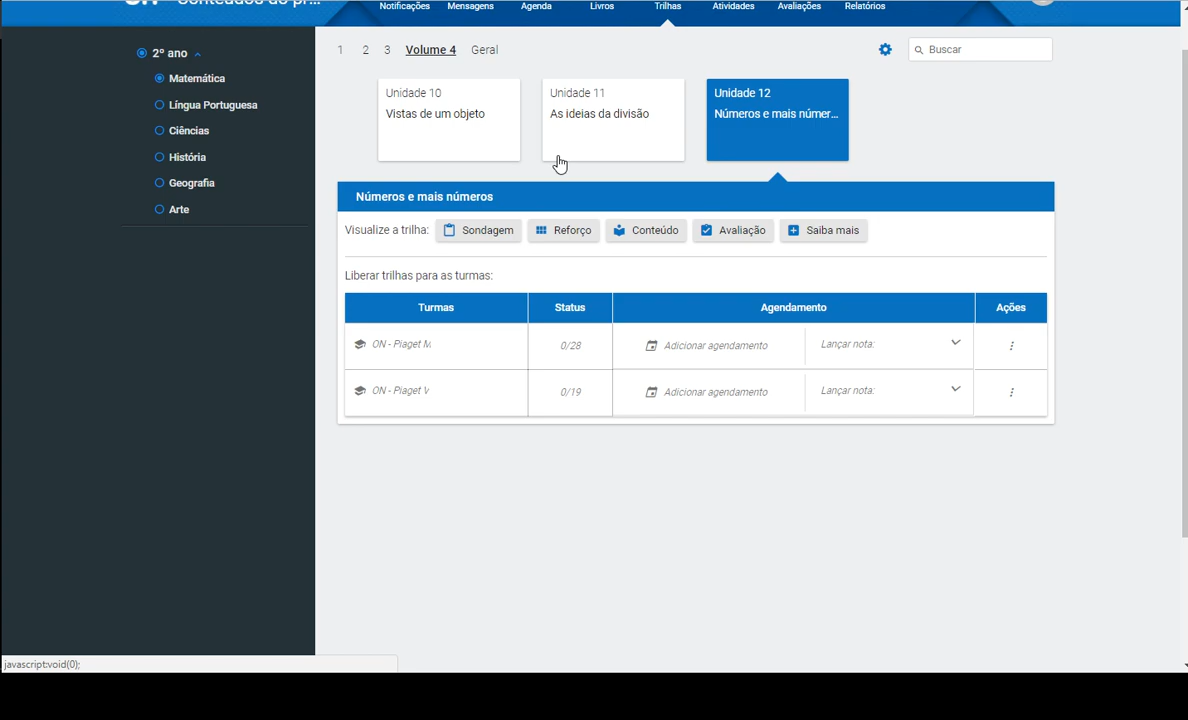 Notificações Mensagens Agenda Livros Trilhas Atividades Avaliações Relatórios
2º ano
Matemática
Língua Portuguesa
Ciências
História
Geografia
Arte
1 2 3 Volume 4 Geral
Buscar
Unidade 10
Vistas de um objeto
Unidade 11
As ideias da divisão
Unidade 12
Números e mais númer...
Números e mais números
Visualize a trilha: Sondagem Reforço Conteúdo Avaliação Saiba mais
Liberar trilhas para as turmas:
Turmas Status Agendamento Ações
ON - Piaget M 0/28 Adicionar agendamento Lançar nota:
ON - Piaget V 0/19 Adicionar agendamento Lançar nota:
javascript:void(0);